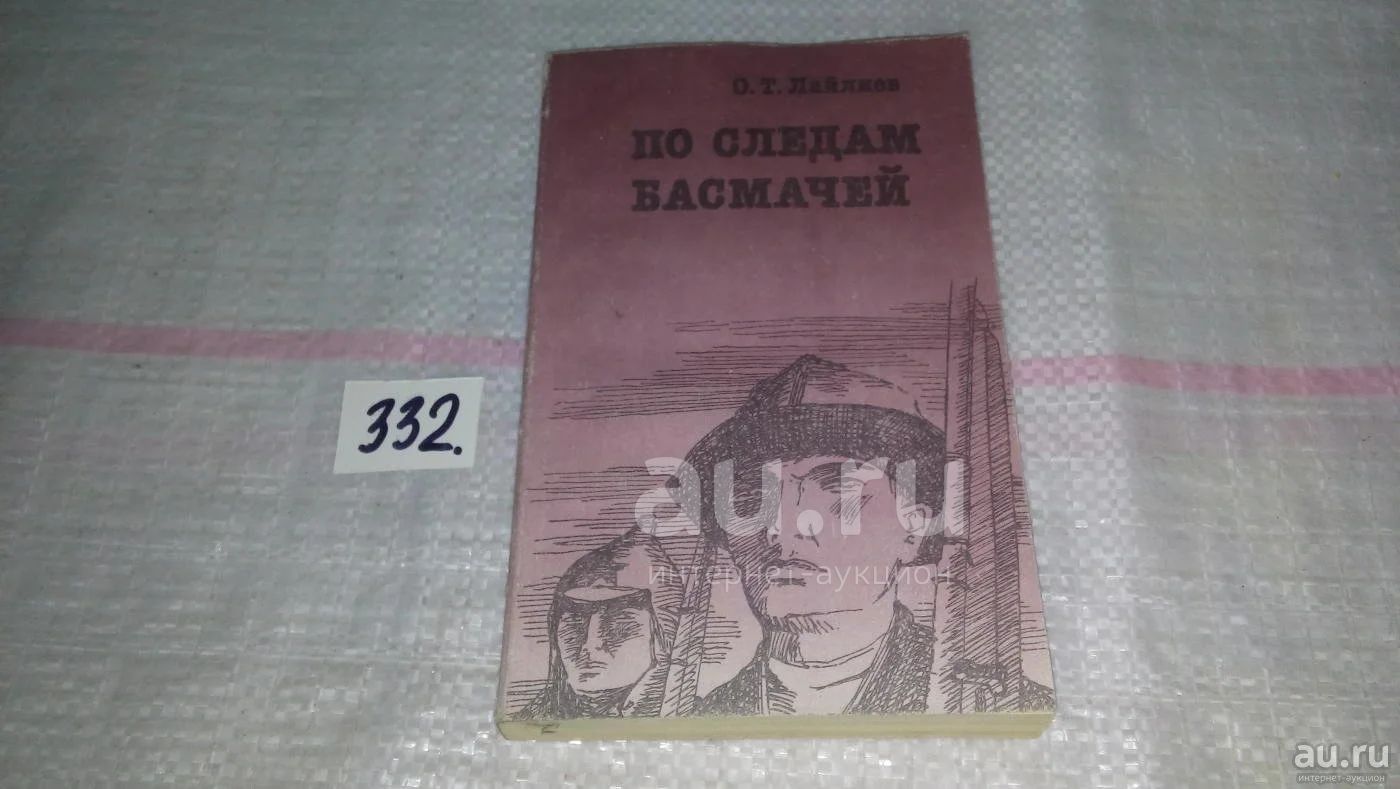 О. Т. Лайлиев
ПО СЛЕДАМ
БАСМАЧЕЙ
332.
au.ru
интернет-аукцион
au.ru
интернет-аукцион